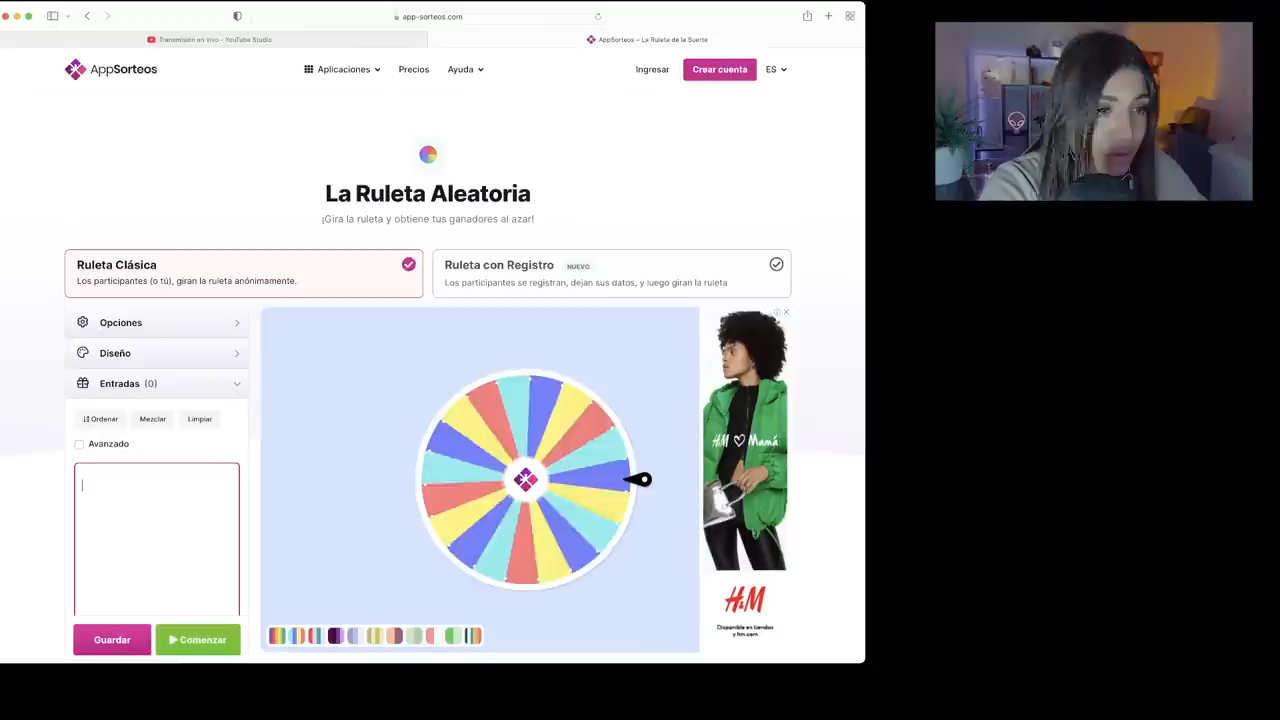 app-sorteos.com
Transmisión en vivo - YouTube Studio
AppSorteos – La Ruleta de la Suerte
AppSorteos
Aplicaciones
Precios
Ayuda
Ingresar
Crear cuenta
ES
La Ruleta Aleatoria
¡Gira la ruleta y obtiene tus ganadores al azar!
Ruleta Clásica
Los participantes (o tú), giran la ruleta anónimamente.
Ruleta con Registro NUEVO
Los participantes se registran, dejan sus datos, y luego giran la ruleta
Opciones
Diseño
Entradas (0)
Ordenar
Mezclar
Limpiar
Avanzado
Guardar
Comenzar
H&M ♡ Mamá
H&M
Disponible en tiendas
y hm.com